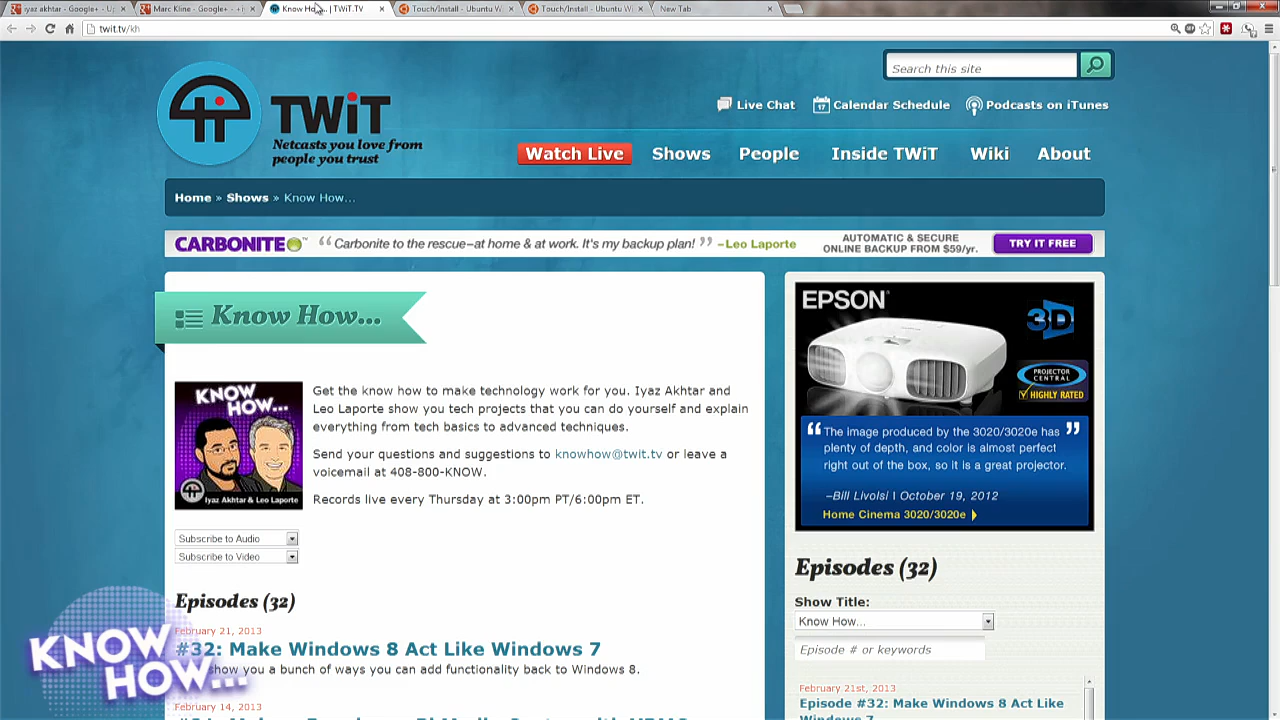 iyaz akhtar - Google+ -
Marc Kline - Google+ -
Know H | TWiT.TV
Touch/Install - Ubuntu W
Touch/Install - Ubuntu Wi
New Tab
twit.tv/kh
Search this site
TWiT
Netcasts you love from
people you trust
Live Chat
17
Calendar Schedule
Podcasts on iTunes
Watch Live
Shows
People
Inside TWiT
Wiki
About
Home » Shows » Know How...
CARBONITE
“ Carbonite to the rescue—at home & at work. It's my backup plan! ” –Leo Laporte
AUTOMATIC & SECURE
ONLINE BACKUP FROM $59/yr.
TRY IT FREE
Know How...
KNOW
HOW...
Iyaz Akhtar & Leo Laporte
Get the know how to make technology work for you. Iyaz Akhtar and
Leo Laporte show you tech projects that you can do yourself and explain
everything from tech basics to advanced techniques.
Send your questions and suggestions to knowhow@twit.tv or leave a
voicemail at 408-800-KNOW.
Records live every Thursday at 3:00pm PT/6:00pm ET.
Subscribe to Audio
Subscribe to Video
Episodes (32)
February 21, 2013
#32: Make Windows 8 Act Like Windows 7
show you a bunch of ways you can add functionality back to Windows 8.
February 14, 2013
KNOW
HOW...
EPSON®
3D
PROJECTOR
CENTRAL
HIGHLY RATED
“ The image produced by the 3020/3020e has ”
plenty of depth, and color is almost perfect
right out of the box, so it is a great projector.
–Bill Livolsi | October 19, 2012
Home Cinema 3020/3020e
Episodes (32)
Show Title:
Know How...
Episode # or keywords
February 21st, 2013
Episode #32: Make Windows 8 Act Like
Windows 7